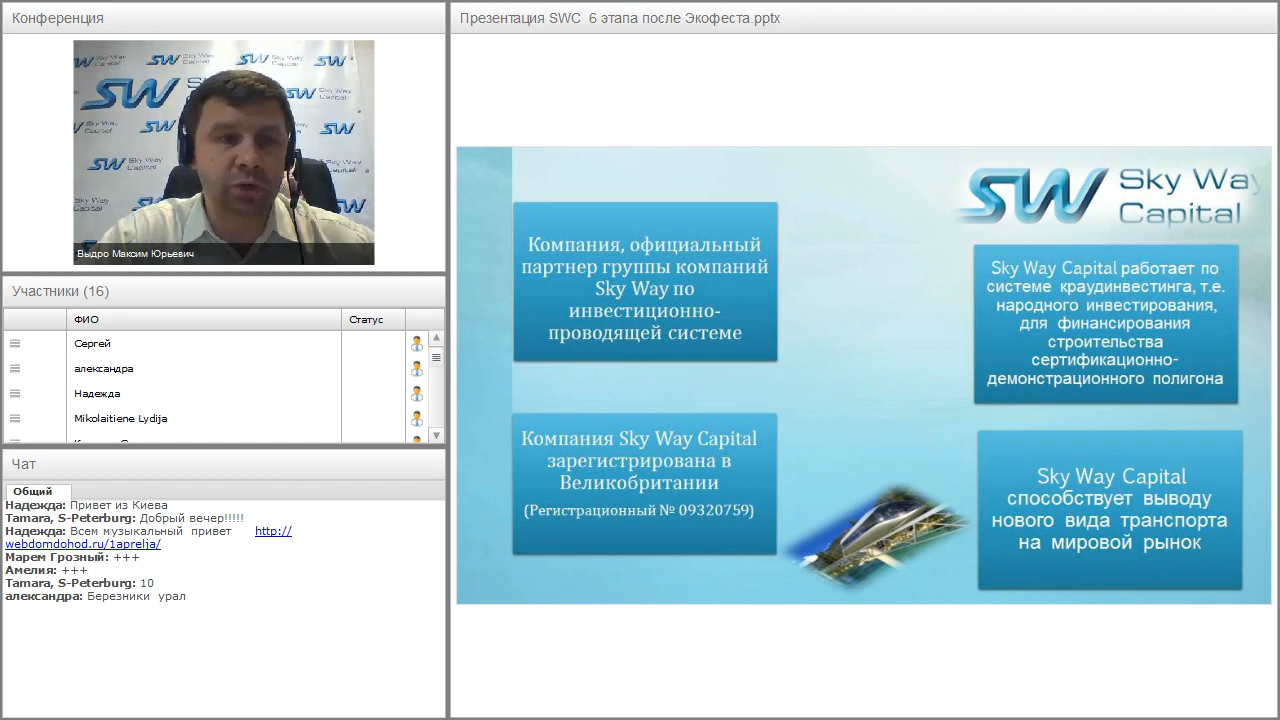 Конференция
SW Sky Way Capital
Выдро Максим Юрьевич
Участники (16)
ФИО
Статус
Сергей
александра
Надежда
Mikolaitiene Lydija
Чат
Общий
Надежда: Привет из Киева
Tamara, S-Peterburg: Добрый вечер!!!!!
Надежда: Всем музыкальный привет http://
webdomdohod.ru/1aprelja/
Марем Грозный: +++
Амелия: +++
Tamara, S-Peterburg: 10
александра: Березники урал
Презентация SWC 6 этапа после Экофеста.pptx
Компания, официальный
партнер группы компаний
Sky Way по
инвестиционно-
проводящей системе
Компания Sky Way Capital
зарегистрирована в
Великобритании
(Регистрационный № 09320759)
SW Sky Way
Capital
Sky Way Capital работает по
системе краудинвестинга, т.е.
народного инвестирования,
для финансирования
строительства
сертификационно-
демонстрационного полигона
Sky Way Capital
способствует выводу
нового вида транспорта
на мировой рынок